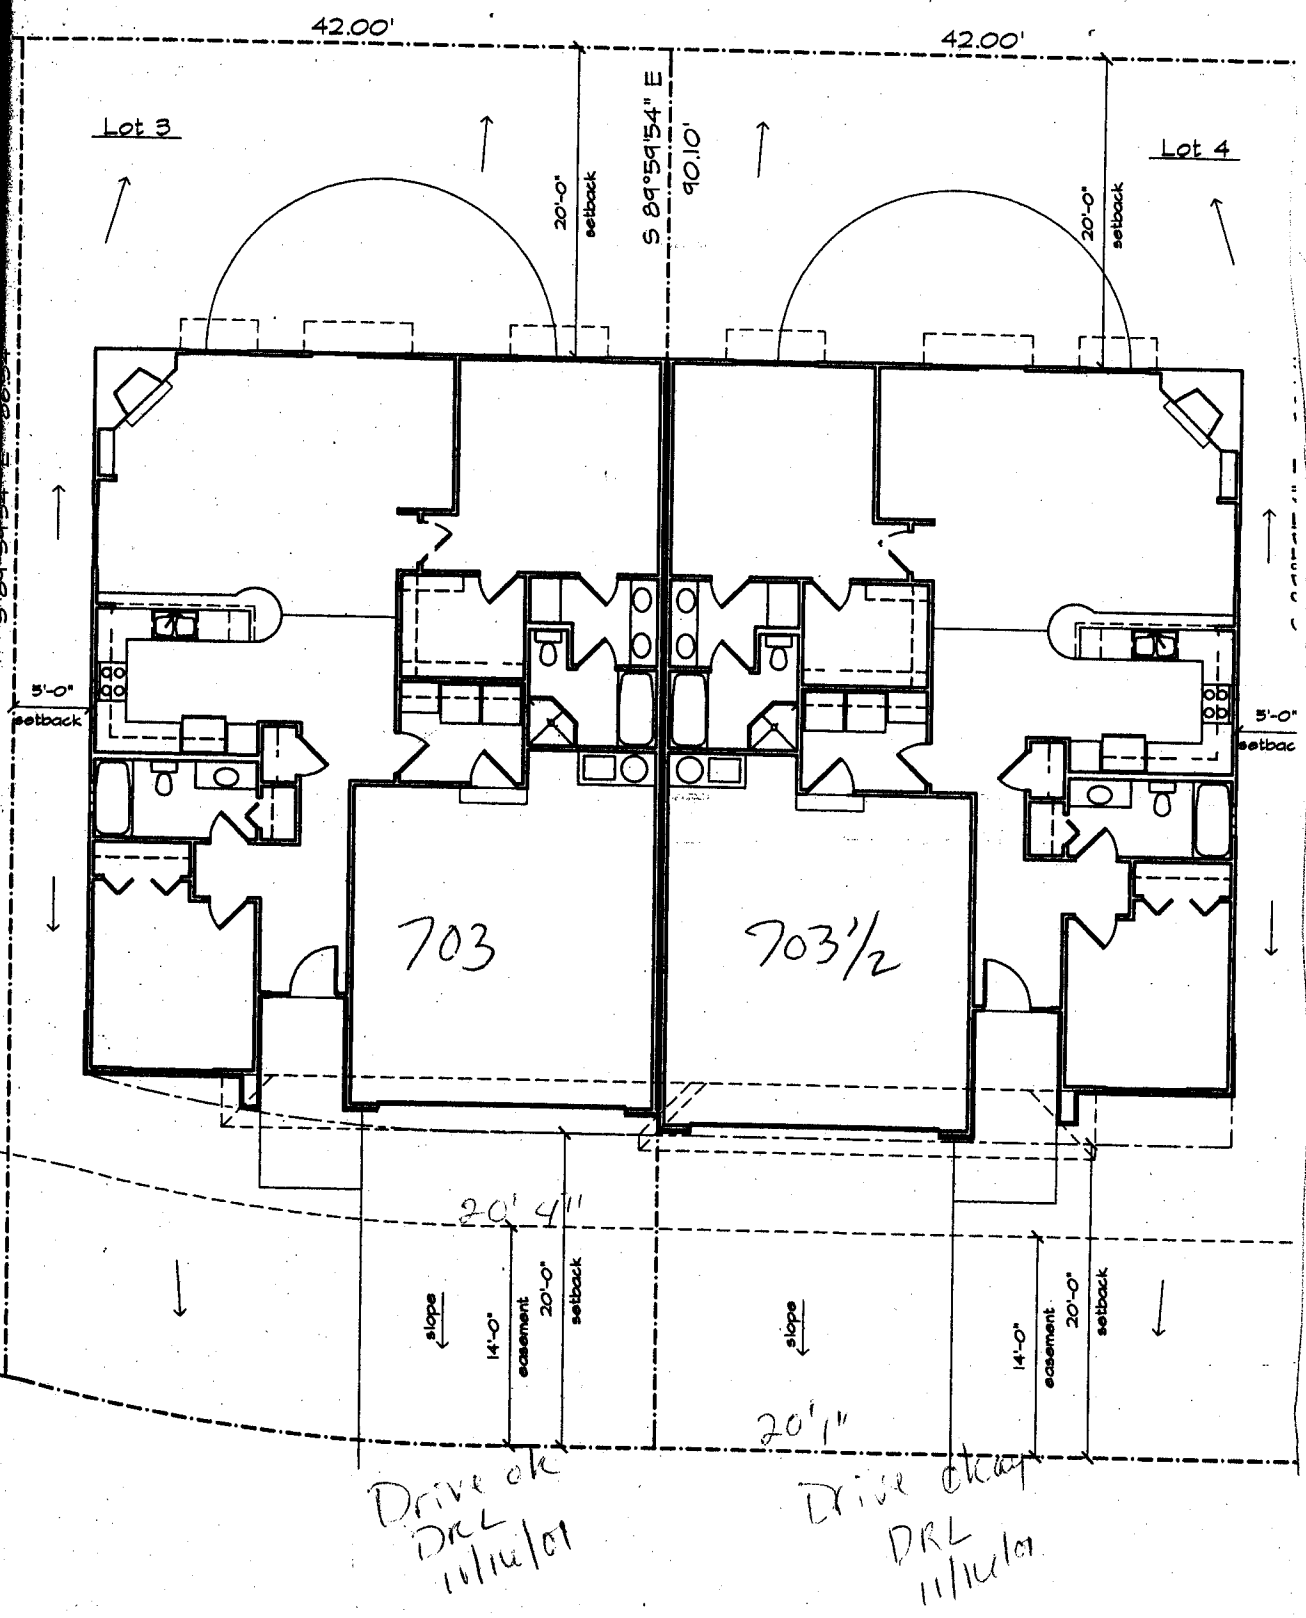 42.00'
42.00'
Lot 3
Lot 4
20'-0"
setback
S 89°59'54" E
90.10'
20'-0"
setback
5'-0"
setback
5'-0"
setbac
703
703 1/2
20' 4"
slope
14'-0"
easement
20'-0"
setback
slope
14'-0"
easement
20'-0"
setback
20' 1"
Drive ok
DRL
11/16/01
Drive okay
DRL
11/16/01